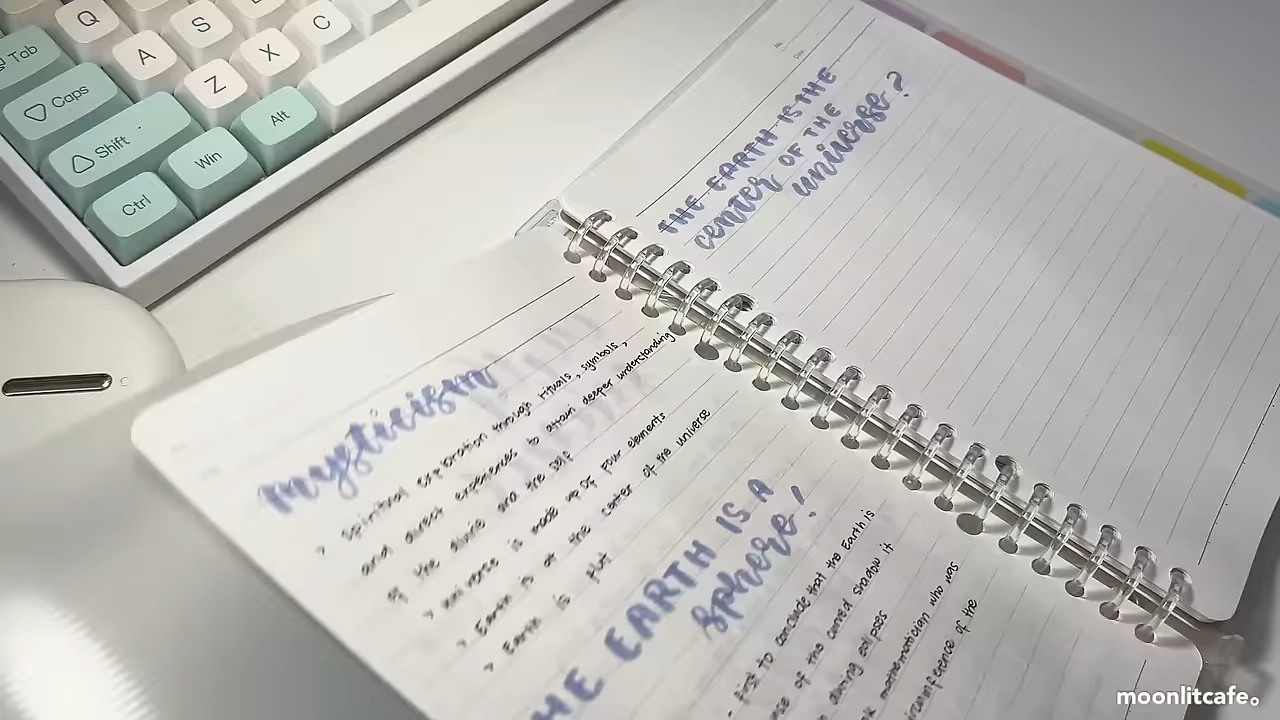 Q
Tab
A
S
Caps
Z
X
C
Shift
Win
Alt
Ctrl
THE EARTH IS THE
center OF THE
universe?
mysticism
> spiritual exploration through rituals, symbols,
and direct experiences to attain deeper understanding
of the divine and the self
> universe is made up of four elements
> Earth is at the center of the universe
> Earth is flat
HE EARTH IS A
sphere!
first to conclude that the Earth is
of the curved shadow it
during eclipses
mathematician who was
circumference of the
moonlitcafe.